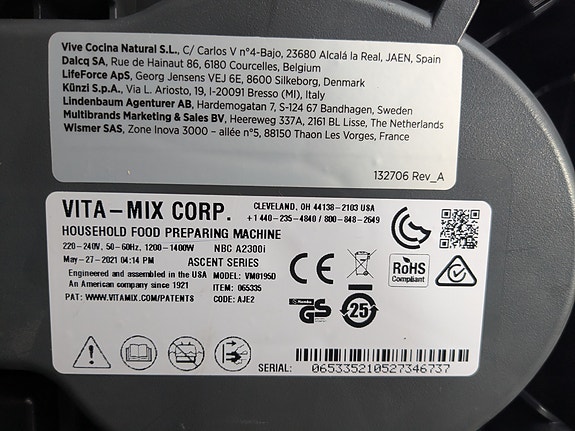 Vive Cocina Natural S.L., C/ Carlos V nº4-Bajo, 23680 Alcalá la Real, JAEN, Spain
Dalcq SA, Rue de Hainaut 86, 6180 Courcelles, Belgium
LifeForce ApS, Georg Jensens VEJ 6E, 8600 Silkeborg, Denmark
Künzi S.p.A., Via L. Ariosto, 19, I-20091 Bresso (MI), Italy
Lindenbaum Agenturer AB, Hardemogatan 7, S-124 67 Bandhagen, Sweden
Multibrands Marketing & Sales BV, Heereweg 337A, 2161 BL Lisse, The Netherlands
Wismer SAS, Zone Inova 3000 – allée n°5, 88150 Thaon Les Vorges, France
132706 Rev_A
VITA-MIX CORP.
CLEVELAND, OH 44138-2103 USA
+1 440-235-4840 / 800-848-2649
HOUSEHOLD FOOD PREPARING MACHINE
220-240V, 50-60Hz, 1200-1400W NBC A2300i
May-27-2021 04:14 PM ASCENT SERIES
Engineered and assembled in the USA MODEL: VM0195D
An American company since 1921 ITEM: 065335
PAT: WWW.VITAMIX.COM/PATENTS CODE: AJE2
CE
RoHS
Compliant
GS
25
SERIAL: 065335210527346737